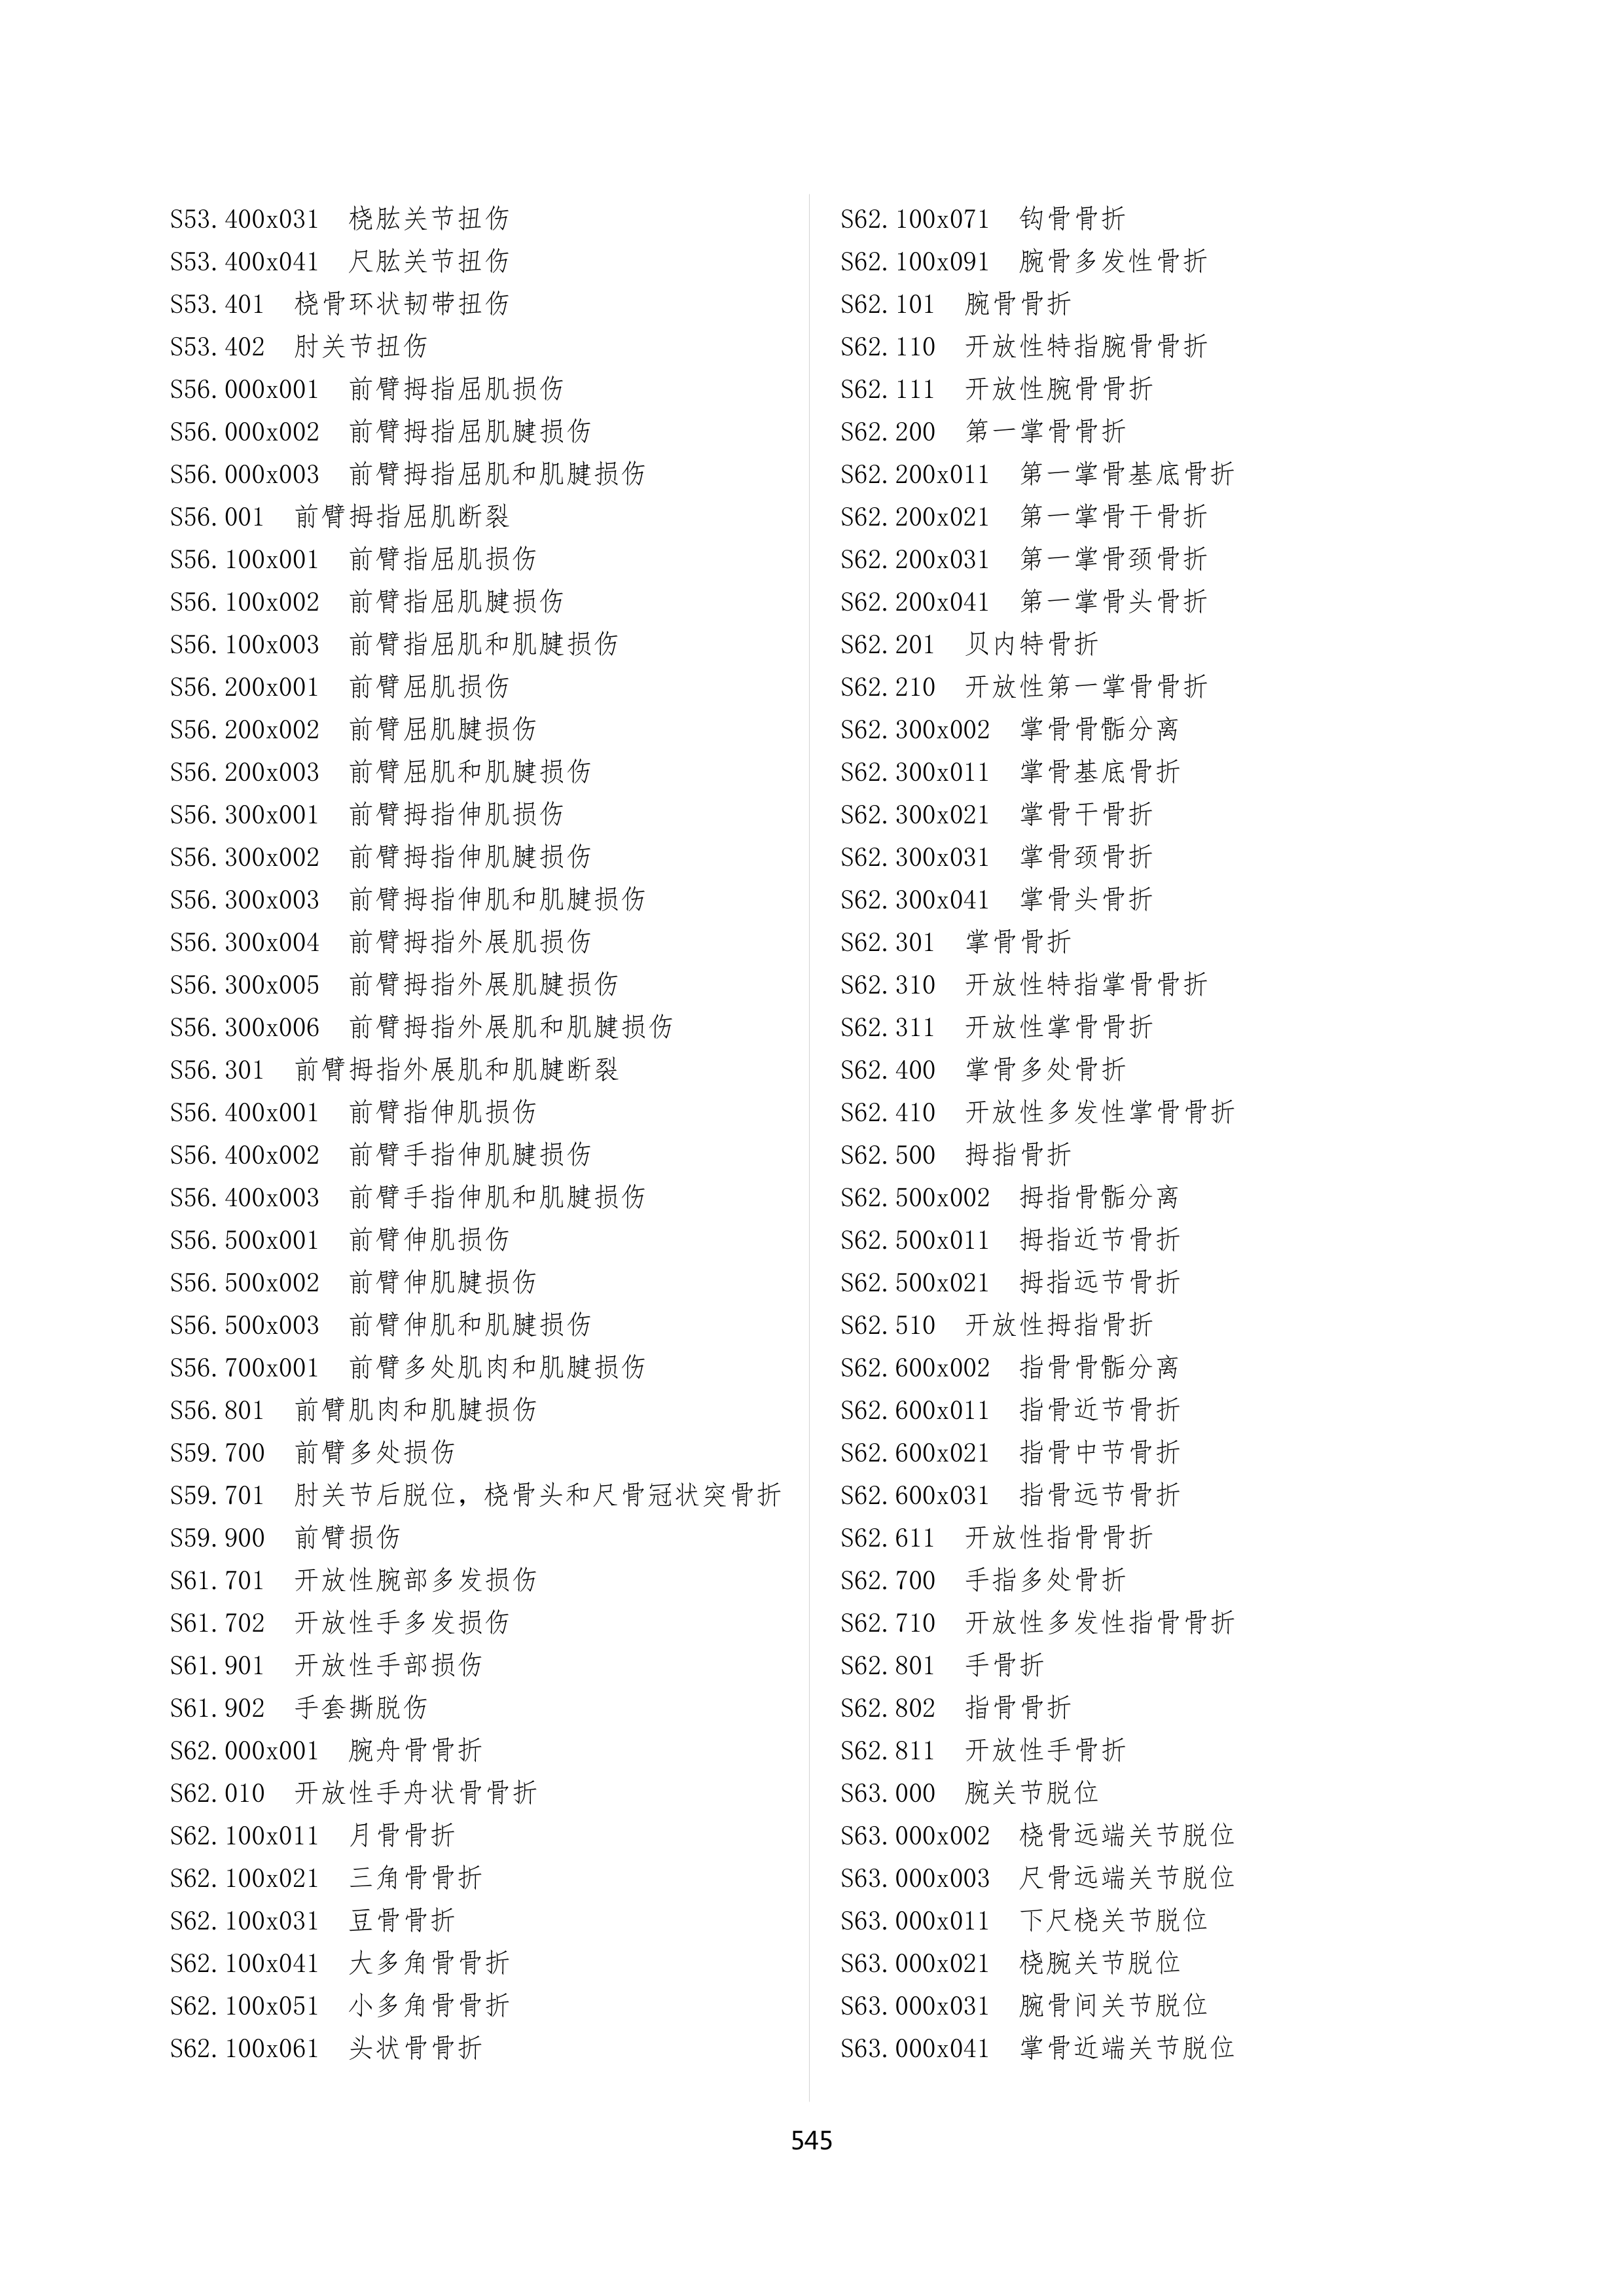 S53.400x031 桡肱关节扭伤
S53.400x041 尺肱关节扭伤
S53.401 桡骨环状韧带扭伤
S53.402 肘关节扭伤
S56.000x001 前臂拇指屈肌损伤
S56.000x002 前臂拇指屈肌腱损伤
S56.000x003 前臂拇指屈肌和肌腱损伤
S56.001 前臂拇指屈肌断裂
S56.100x001 前臂指屈肌损伤
S56.100x002 前臂指屈肌腱损伤
S56.100x003 前臂指屈肌和肌腱损伤
S56.200x001 前臂屈肌损伤
S56.200x002 前臂屈肌腱损伤
S56.200x003 前臂屈肌和肌腱损伤
S56.300x001 前臂拇指伸肌损伤
S56.300x002 前臂拇指伸肌腱损伤
S56.300x003 前臂拇指伸肌和肌腱损伤
S56.300x004 前臂拇指外展肌损伤
S56.300x005 前臂拇指外展肌腱损伤
S56.300x006 前臂拇指外展肌和肌腱损伤
S56.301 前臂拇指外展肌和肌腱断裂
S56.400x001 前臂指伸肌损伤
S56.400x002 前臂手指伸肌腱损伤
S56.400x003 前臂手指伸肌和肌腱损伤
S56.500x001 前臂伸肌损伤
S56.500x002 前臂伸肌腱损伤
S56.500x003 前臂伸肌和肌腱损伤
S56.700x001 前臂多处肌肉和肌腱损伤
S56.801 前臂肌肉和肌腱损伤
S59.700 前臂多处损伤
S59.701 肘关节后脱位，桡骨头和尺骨冠状突骨折
S59.900 前臂损伤
S61.701 开放性腕部多发损伤
S61.702 开放性手多发损伤
S61.901 开放性手部损伤
S61.902 手套撕脱伤
S62.000x001 腕舟骨骨折
S62.010 开放性手舟状骨骨折
S62.100x011 月骨骨折
S62.100x021 三角骨骨折
S62.100x031 豆骨骨折
S62.100x041 大多角骨骨折
S62.100x051 小多角骨骨折
S62.100x061 头状骨骨折
S62.100x071 钩骨骨折
S62.100x091 腕骨多发性骨折
S62.101 腕骨骨折
S62.110 开放性特指腕骨骨折
S62.111 开放性腕骨骨折
S62.200 第一掌骨骨折
S62.200x011 第一掌骨基底骨折
S62.200x021 第一掌骨干骨折
S62.200x031 第一掌骨颈骨折
S62.200x041 第一掌骨头骨折
S62.201 贝内特骨折
S62.210 开放性第一掌骨骨折
S62.300x002 掌骨骨骺分离
S62.300x011 掌骨基底骨折
S62.300x021 掌骨干骨折
S62.300x031 掌骨颈骨折
S62.300x041 掌骨头骨折
S62.301 掌骨骨折
S62.310 开放性特指掌骨骨折
S62.311 开放性掌骨骨折
S62.400 掌骨多处骨折
S62.410 开放性多发性掌骨骨折
S62.500 拇指骨折
S62.500x002 拇指骨骺分离
S62.500x011 拇指近节骨折
S62.500x021 拇指远节骨折
S62.510 开放性拇指骨折
S62.600x002 指骨骨骺分离
S62.600x011 指骨近节骨折
S62.600x021 指骨中节骨折
S62.600x031 指骨远节骨折
S62.611 开放性指骨骨折
S62.700 手指多处骨折
S62.710 开放性多发性指骨骨折
S62.801 手骨折
S62.802 指骨骨折
S62.811 开放性手骨折
S63.000 腕关节脱位
S63.000x002 桡骨远端关节脱位
S63.000x003 尺骨远端关节脱位
S63.000x011 下尺桡关节脱位
S63.000x021 桡腕关节脱位
S63.000x031 腕骨间关节脱位
S63.000x041 掌骨近端关节脱位
545